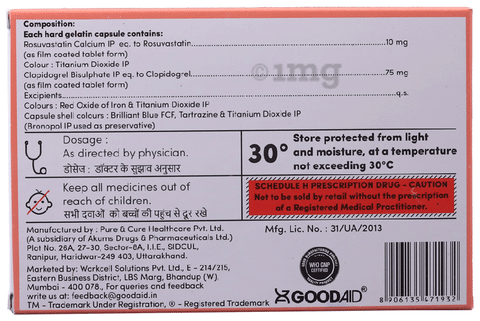 Composition:
Each hard gelatin capsule contains:
Rosuvastatin Calcium IP eq. to Rosuvastatin...10 mg
(as film coated tablet form)
Colour : Titanium Dioxide IP
Clopidogrel Bisulphate IP eq. to Clopidogrel...75 mg
(as film coated tablet form)
Excipients...q.s.
Colours : Red Oxide of Iron & Titanium Dioxide IP
Capsule shell colours : Brilliant Blue FCF, Tartrazine & Titanium Dioxide IP
(Bronopol IP used as preservative)
1mg
Dosage :
As directed by physician.
डोसेज : डॉक्टर के सुझाव अनुसार
30° Store protected from light
and moisture, at a temperature
not exceeding 30°C
Keep all medicines out of
reach of children.
सभी दवाओं को बच्चों की पहुंच से दूर रखे
SCHEDULE H PRESCRIPTION DRUG - CAUTION
Not to be sold by retail without the prescription
of a Registered Medical Practitioner.
Manufactured by : Pure & Cure Healthcare Pvt. Ltd.
(A subsidiary of Akums Drugs & Pharmaceuticals Ltd.)
Plot No. 26A, 27-30, Sector-8A, I.I.E., SIDCUL,
Ranipur, Haridwar-249 403, Uttarakhand.
Mfg. Lic. No. : 31/UA/2013
Marketed by: Workcell Solutions Pvt. Ltd., E - 214/215,
Eastern Business District, LBS Marg, Bhandup (W).
Mumbai - 400 078., For queries and feedback
write us at: feedback@goodaid.in
TM - Trademark Under Registration, ® - Registered Trademark
WHO GMP
CERTIFIED
GOODAID®
8 906135 471932